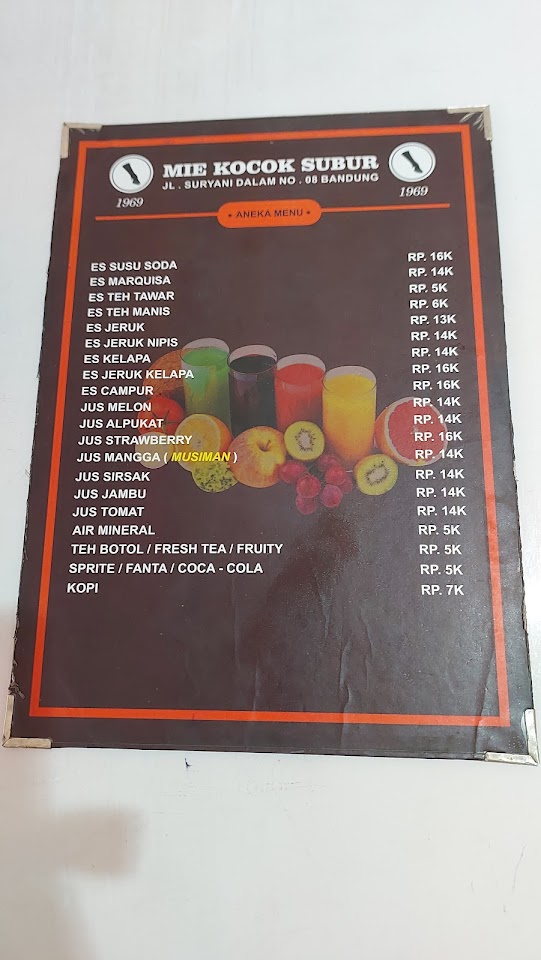 MIE KOCOK SUBUR
JL . SURYANI DALAM NO . 08 BANDUNG
1969
1969
• ANEKA MENU •
ES SUSU SODA RP. 16K
ES MARQUISA RP. 14K
ES TEH TAWAR RP. 5K
ES TEH MANIS RP. 6K
ES JERUK RP. 13K
ES JERUK NIPIS RP. 14K
ES KELAPA RP. 14K
ES JERUK KELAPA RP. 16K
ES CAMPUR RP. 16K
JUS MELON RP. 14K
JUS ALPUKAT RP. 14K
JUS STRAWBERRY RP. 16K
JUS MANGGA ( MUSIMAN ) RP. 14K
JUS SIRSAK RP. 14K
JUS JAMBU RP. 14K
JUS TOMAT RP. 14K
AIR MINERAL RP. 5K
TEH BOTOL / FRESH TEA / FRUITY RP. 5K
SPRITE / FANTA / COCA - COLA RP. 5K
KOPI RP. 7K